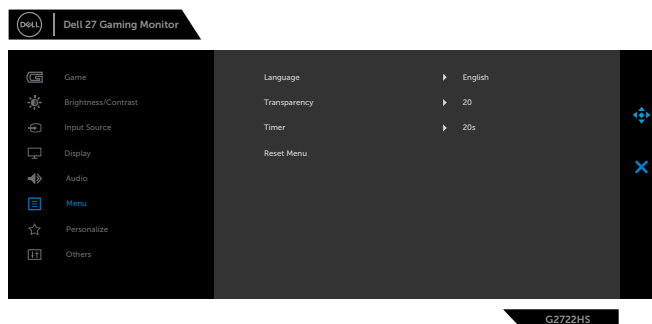 DELL Dell 27 Gaming Monitor
Game
Brightness/Contrast
Input Source
Display
Audio
Menu
Personalize
Others
Language English
Transparency 20
Timer 20s
Reset Menu
G2722HS